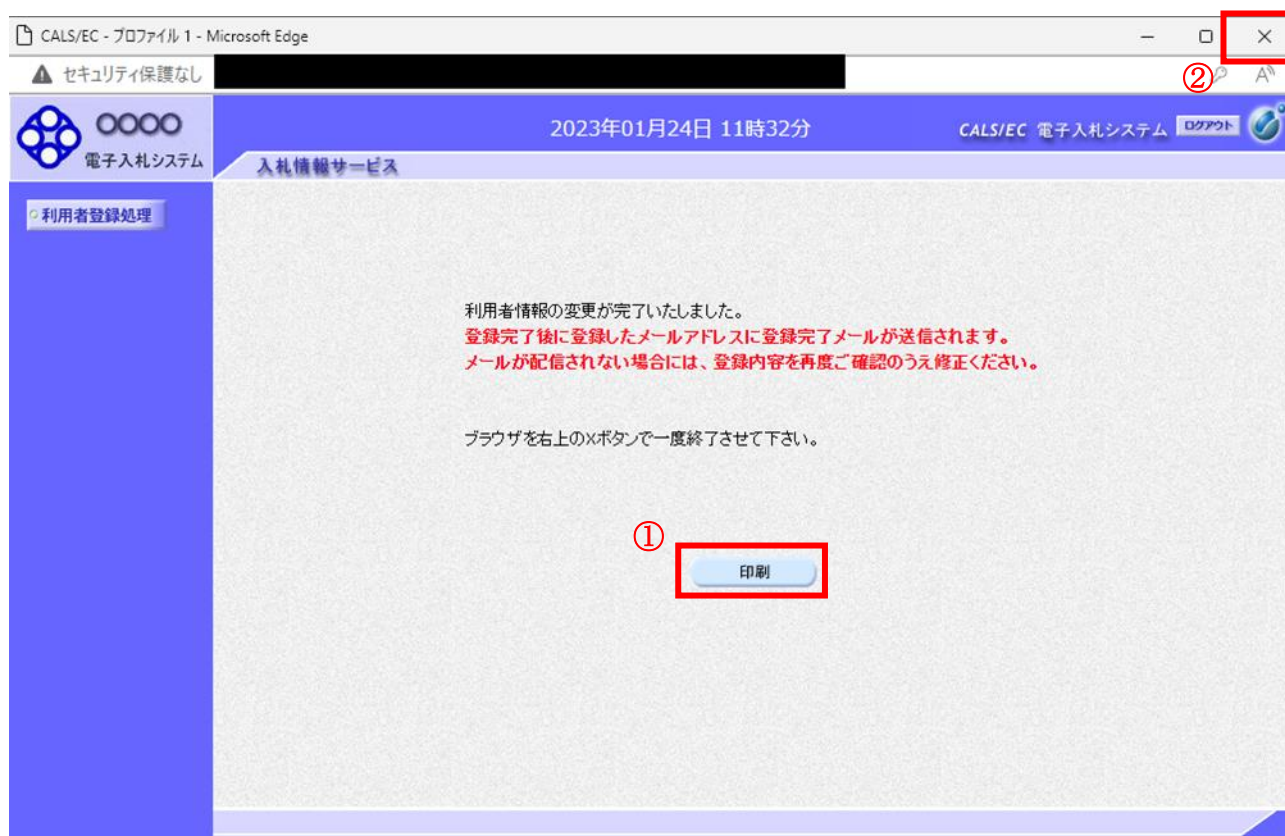 CALS/EC - プロファイル 1 - Microsoft Edge
セキュリティ保護なし
②
A
〇〇〇〇
電子入札システム
2023年01月24日 11時32分
CALS/EC 電子入札システム
ログアウト
入札情報サービス
利用者登録処理
利用者情報の変更が完了いたしました。
登録完了後に登録したメールアドレスに登録完了メールが送信されます。
メールが配信されない場合には、登録内容を再度ご確認のうえ修正ください。
ブラウザを右上の×ボタンで一度終了させて下さい。
①
印刷